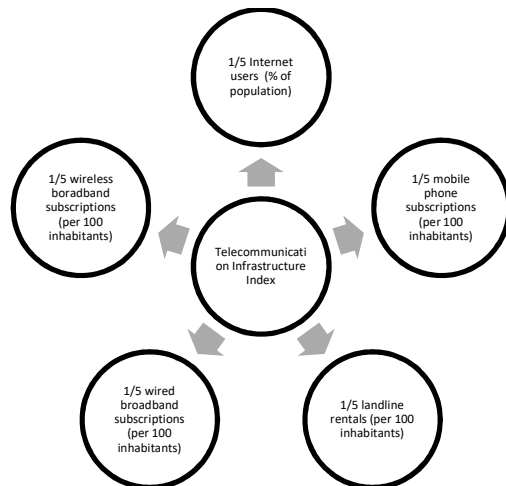 1/5 Internet
users  (% of
population)
1/5 wireless
boradband
subscriptions
(per 100
inhabitants)
1/5 mobile
phone
subscriptions
(per 100
inhabitants)
Telecommunicati
on Infrastructure
Index
1/5 wired
broadband
subscriptions
(per 100
inhabitants)
1/5 landline
rentals (per 100
inhabitants)